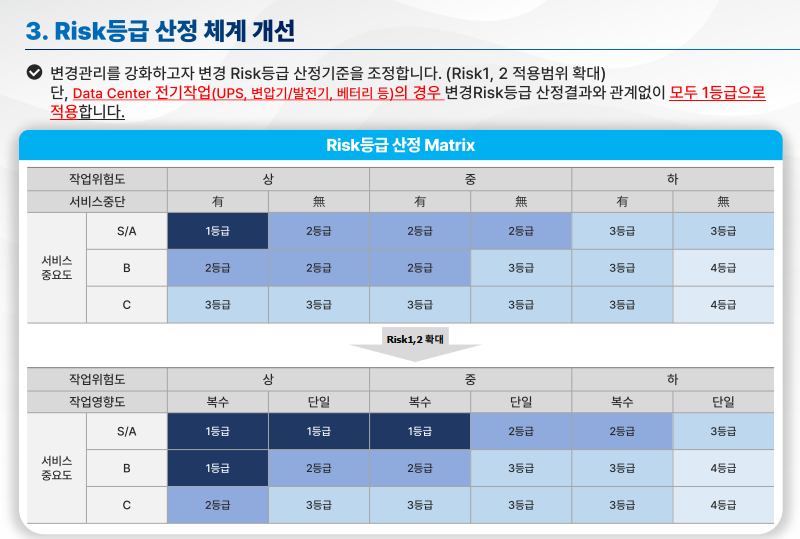 3. Risk등급 산정 체계 개선
변경관리를 강화하고자 변경 Risk등급 산정기준을 조정합니다. (Risk1, 2 적용범위 확대)
단, Data Center 전기작업(UPS, 변압기/발전기, 베터리 등)의 경우 변경Risk등급 산정결과와 관계없이 모두 1등급으로
적용합니다.
Risk등급 산정 Matrix
작업위험도 상 중 하
서비스중단 有 無 有 無 有 無
서비스
중요도
S/A 1등급 2등급 2등급 2등급 3등급 3등급
B 2등급 2등급 2등급 3등급 3등급 4등급
C 3등급 3등급 3등급 3등급 3등급 4등급
Risk1,2 확대
작업위험도 상 중 하
작업영향도 복수 단일 복수 단일 복수 단일
서비스
중요도
S/A 1등급 1등급 1등급 2등급 2등급 3등급
B 1등급 2등급 2등급 3등급 3등급 4등급
C 2등급 3등급 3등급 3등급 3등급 4등급